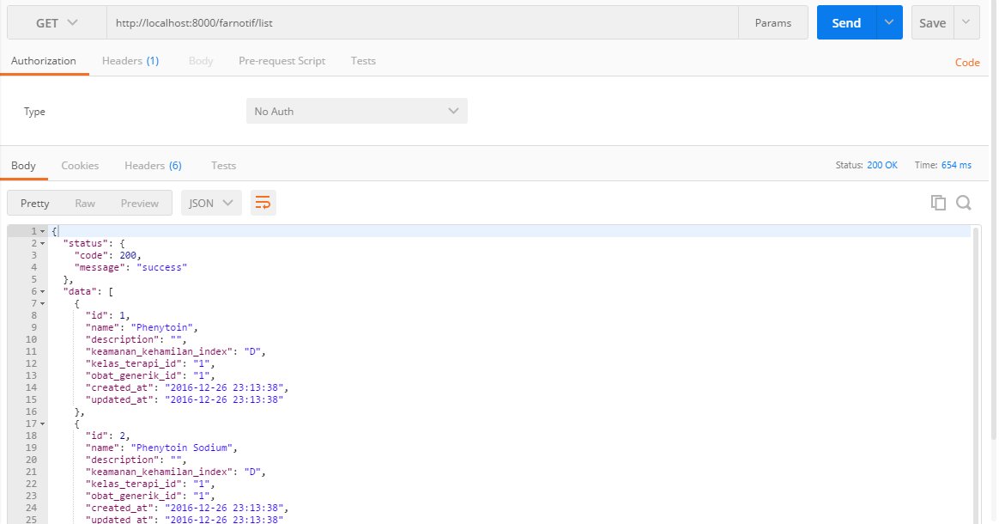 GET http://localhost:8000/farnotif/list Params Send Save
Authorization Headers (1) Body Pre-request Script Tests Code
Type No Auth
Body Cookies Headers (6) Tests Status: 200 OK Time: 654 ms
Pretty Raw Preview JSON
1 {
2 "status": {
3 "code": 200,
4 "message": "success"
5 },
6 "data": [
7 {
8 "id": 1,
9 "name": "Phenytoin",
10 "description": "",
11 "keamanan_kehamilan_index": "D",
12 "kelas_terapi_id": "1",
13 "obat_generik_id": "1",
14 "created_at": "2016-12-26 23:13:38",
15 "updated_at": "2016-12-26 23:13:38"
16 },
17 {
18 "id": 2,
19 "name": "Phenytoin Sodium",
20 "description": "",
21 "keamanan_kehamilan_index": "D",
22 "kelas_terapi_id": "1",
23 "obat_generik_id": "1",
24 "created_at": "2016-12-26 23:13:38",
25 "updated_at": "2016-12-26 23:13:38"